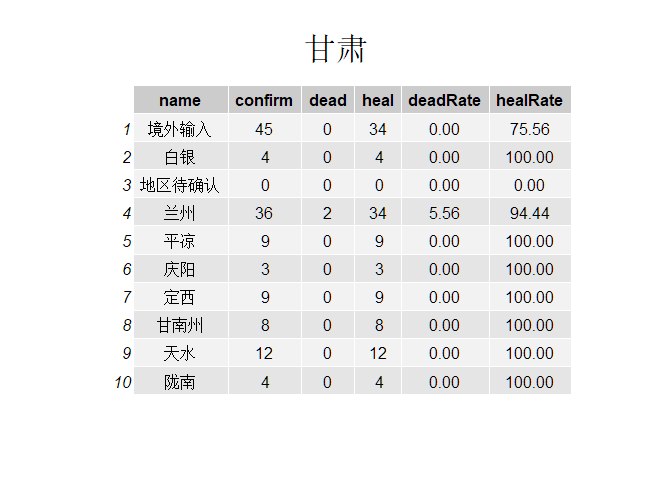 甘肃
name confirm dead heal deadRate healRate
1 境外输入 45 0 34 0.00 75.56
2 白银 4 0 4 0.00 100.00
3 地区待确认 0 0 0 0.00 0.00
4 兰州 36 2 34 5.56 94.44
5 平凉 9 0 9 0.00 100.00
6 庆阳 3 0 3 0.00 100.00
7 定西 9 0 9 0.00 100.00
8 甘南州 8 0 8 0.00 100.00
9 天水 12 0 12 0.00 100.00
10 陇南 4 0 4 0.00 100.00